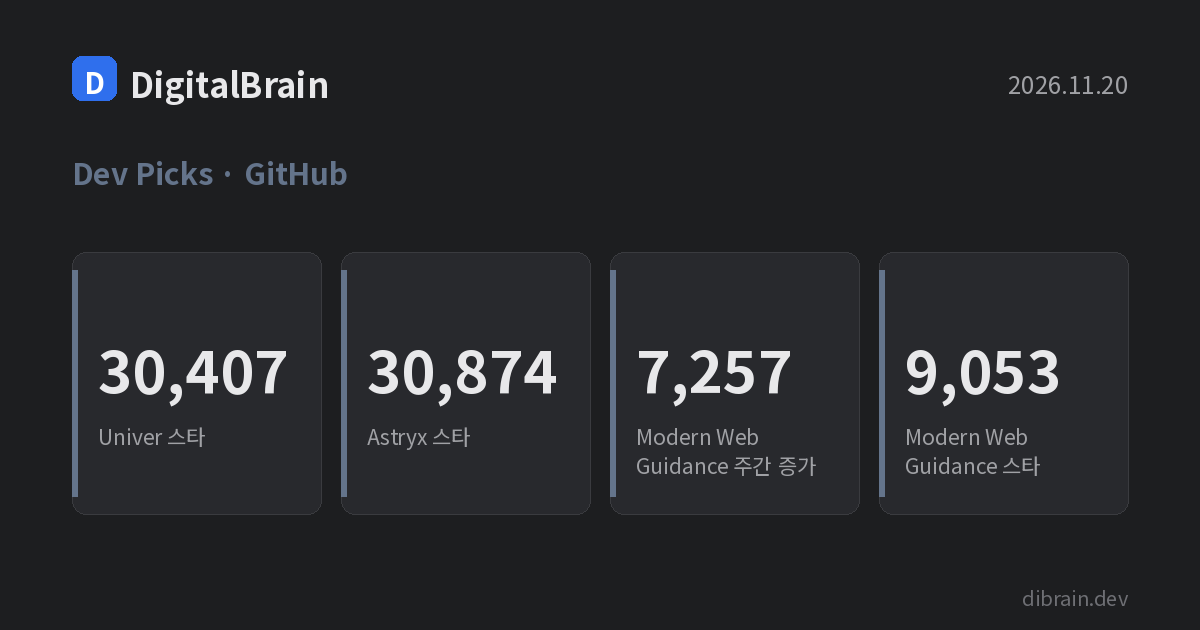 D DigitalBrain
2026.11.20
Dev Picks · GitHub
30,407
Univer 스타
30,874
Astryx 스타
7,257
Modern Web
Guidance 주간 증가
9,053
Modern Web
Guidance 스타
dibrain.dev